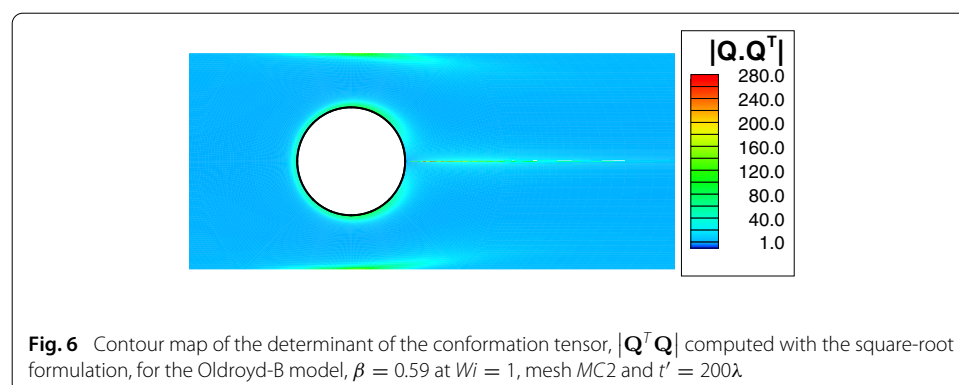 |Q.Qᵀ|
280.0
240.0
200.0
160.0
120.0
80.0
40.0
1.0
Fig. 6 Contour map of the determinant of the conformation tensor, |QᵀQ| computed with the square-root
formulation, for the Oldroyd-B model, β = 0.59 at Wi = 1, mesh MC2 and t′ = 200λ